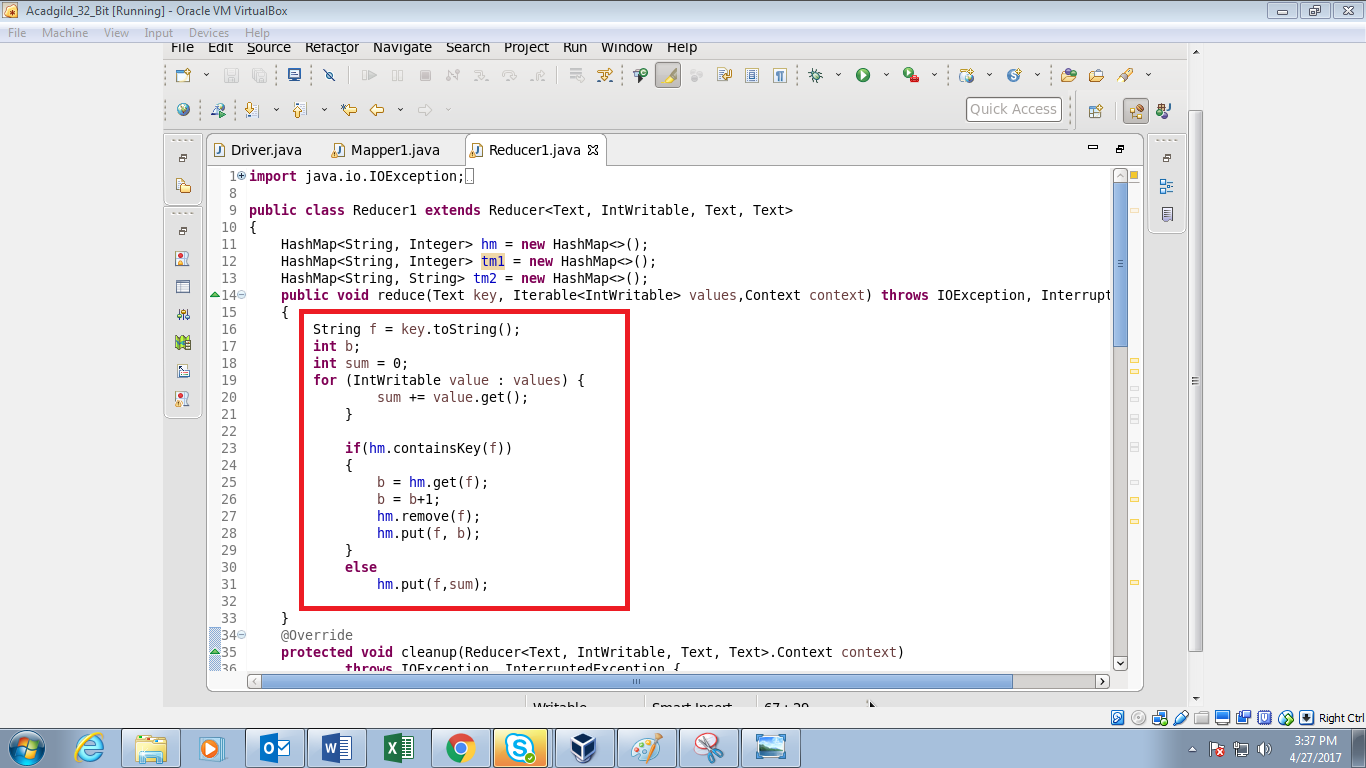 Acadgild_32_Bit [Running] - Oracle VM VirtualBox
File Machine View Input Devices Help
File Edit Source Refactor Navigate Search Project Run Window Help
Quick Access
Driver.java Mapper1.java Reducer1.java
1 import java.io.IOException;
8
9 public class Reducer1 extends Reducer<Text, IntWritable, Text, Text>
10 {
11 HashMap<String, Integer> hm = new HashMap<>();
12 HashMap<String, Integer> tm1 = new HashMap<>();
13 HashMap<String, String> tm2 = new HashMap<>();
14 public void reduce(Text key, Iterable<IntWritable> values,Context context) throws IOException, Interrupt
15 {
16 String f = key.toString();
17 int b;
18 int sum = 0;
19 for (IntWritable value : values) {
20 sum += value.get();
21 }
22
23 if(hm.containsKey(f))
24 {
25 b = hm.get(f);
26 b = b+1;
27 hm.remove(f);
28 hm.put(f, b);
29 }
30 else
31 hm.put(f,sum);
32
33 }
34 @Override
35 protected void cleanup(Reducer<Text, IntWritable, Text, Text>.Context context)
36 throws IOException, InterruptedException {
Writable Smart Insert 67 : 29
Right Ctrl
3:37 PM
4/27/2017